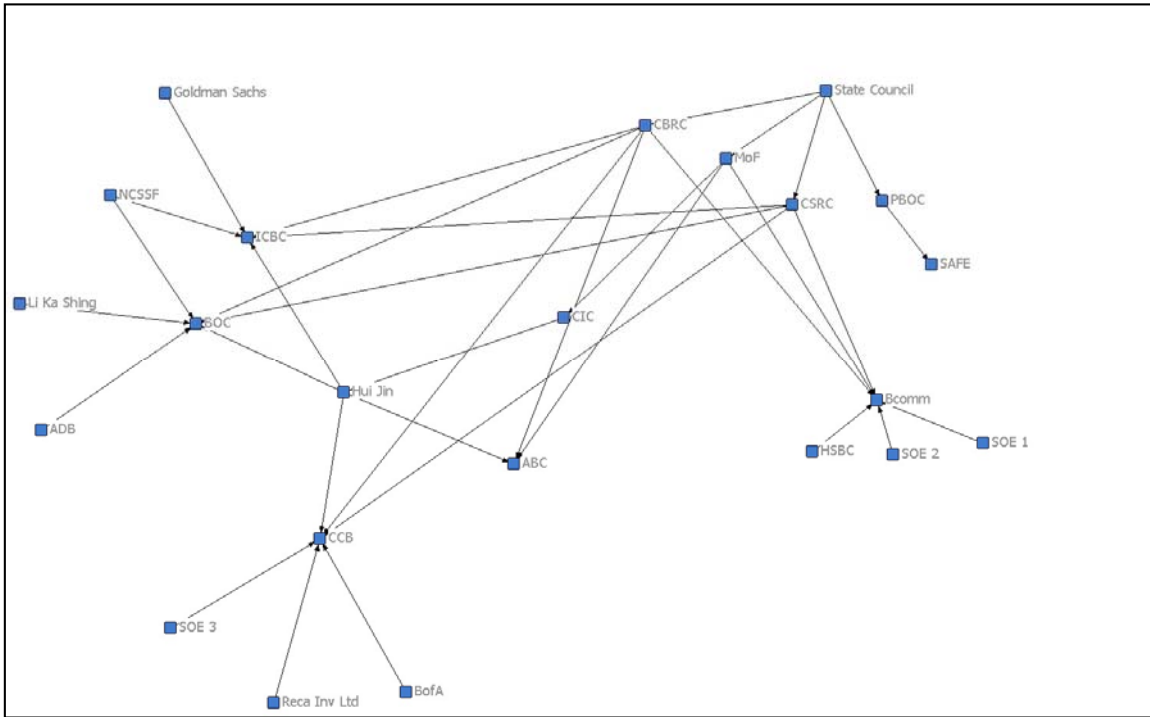 Goldman Sachs
State Council
CBRC
MoF
NCSSF
PBOC
CSRC
ICBC
SAFE
Li Ka Shing
CIC
BOC
Hui Jin
Bcomm
ADB
SOE 1
HSBC
SOE 2
ABC
CCB
SOE 3
BofA
Reca Inv Ltd